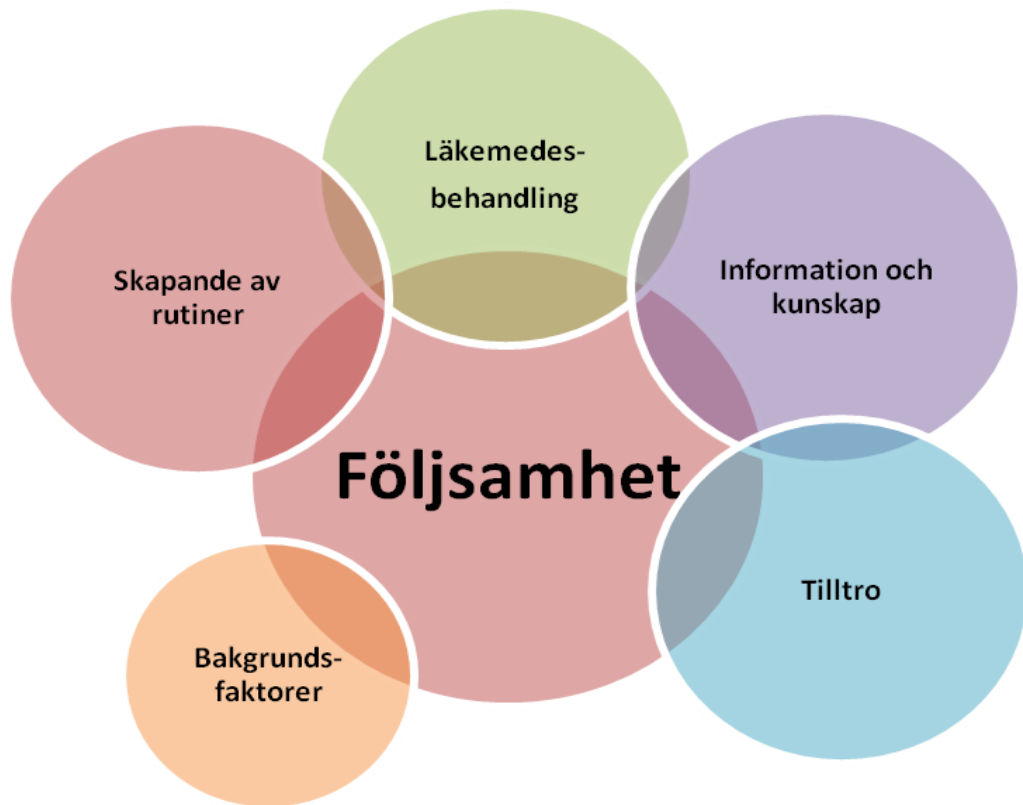 Läkemedes-
behandling
Skapande av
rutiner
Information och
kunskap
Följsamhet
Tilltro
Bakgrunds-
faktorer